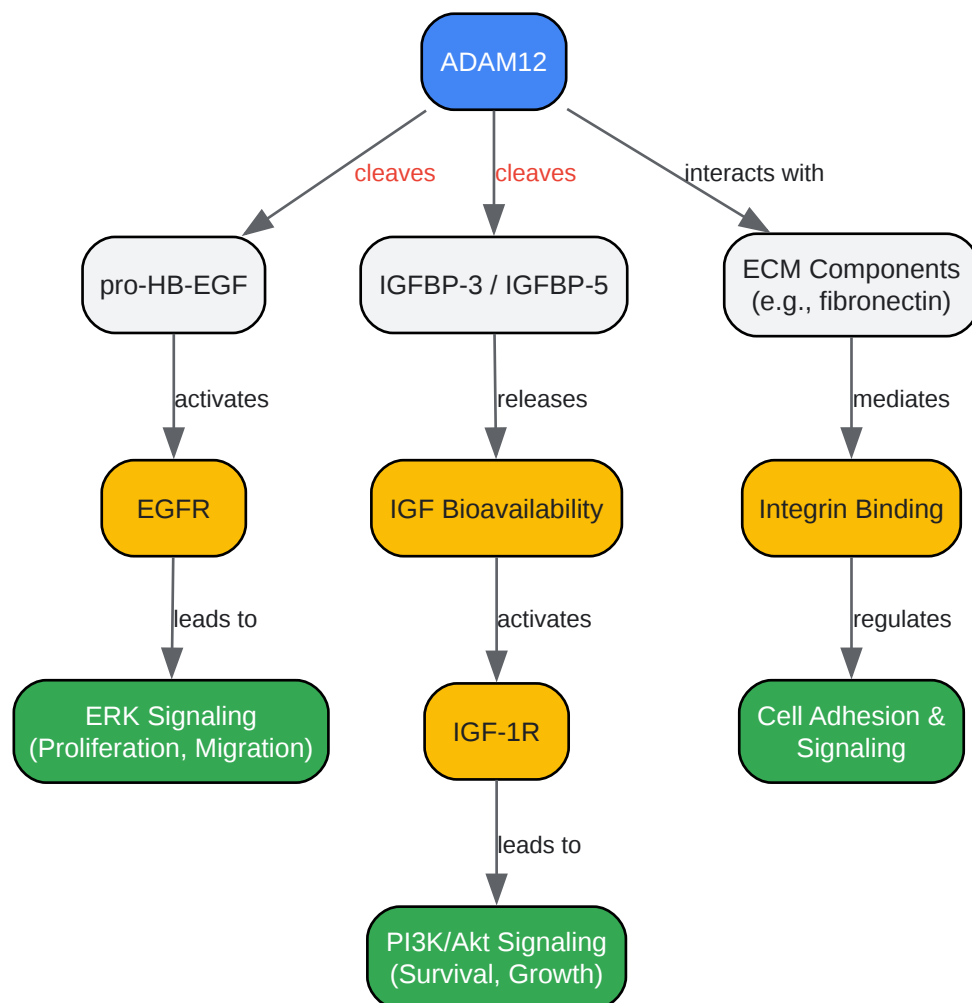 ADAM12
cleaves
cleaves
interacts with
pro-HB-EGF
IGFBP-3 / IGFBP-5
ECM Components
(e.g., fibronectin)
activates
releases
mediates
EGFR
IGF Bioavailability
Integrin Binding
leads to
activates
regulates
ERK Signaling
(Proliferation, Migration)
IGF-1R
Cell Adhesion &
Signaling
leads to
PI3K/Akt Signaling
(Survival, Growth)